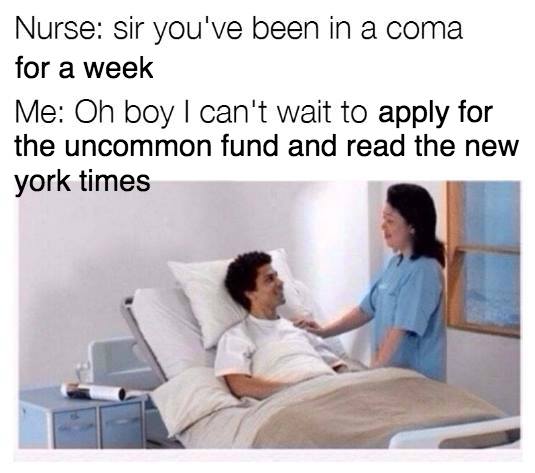 Nurse: sir you've been in a coma
for a week
Me: Oh boy I can't wait to apply for
the uncommon fund and read the new
york times